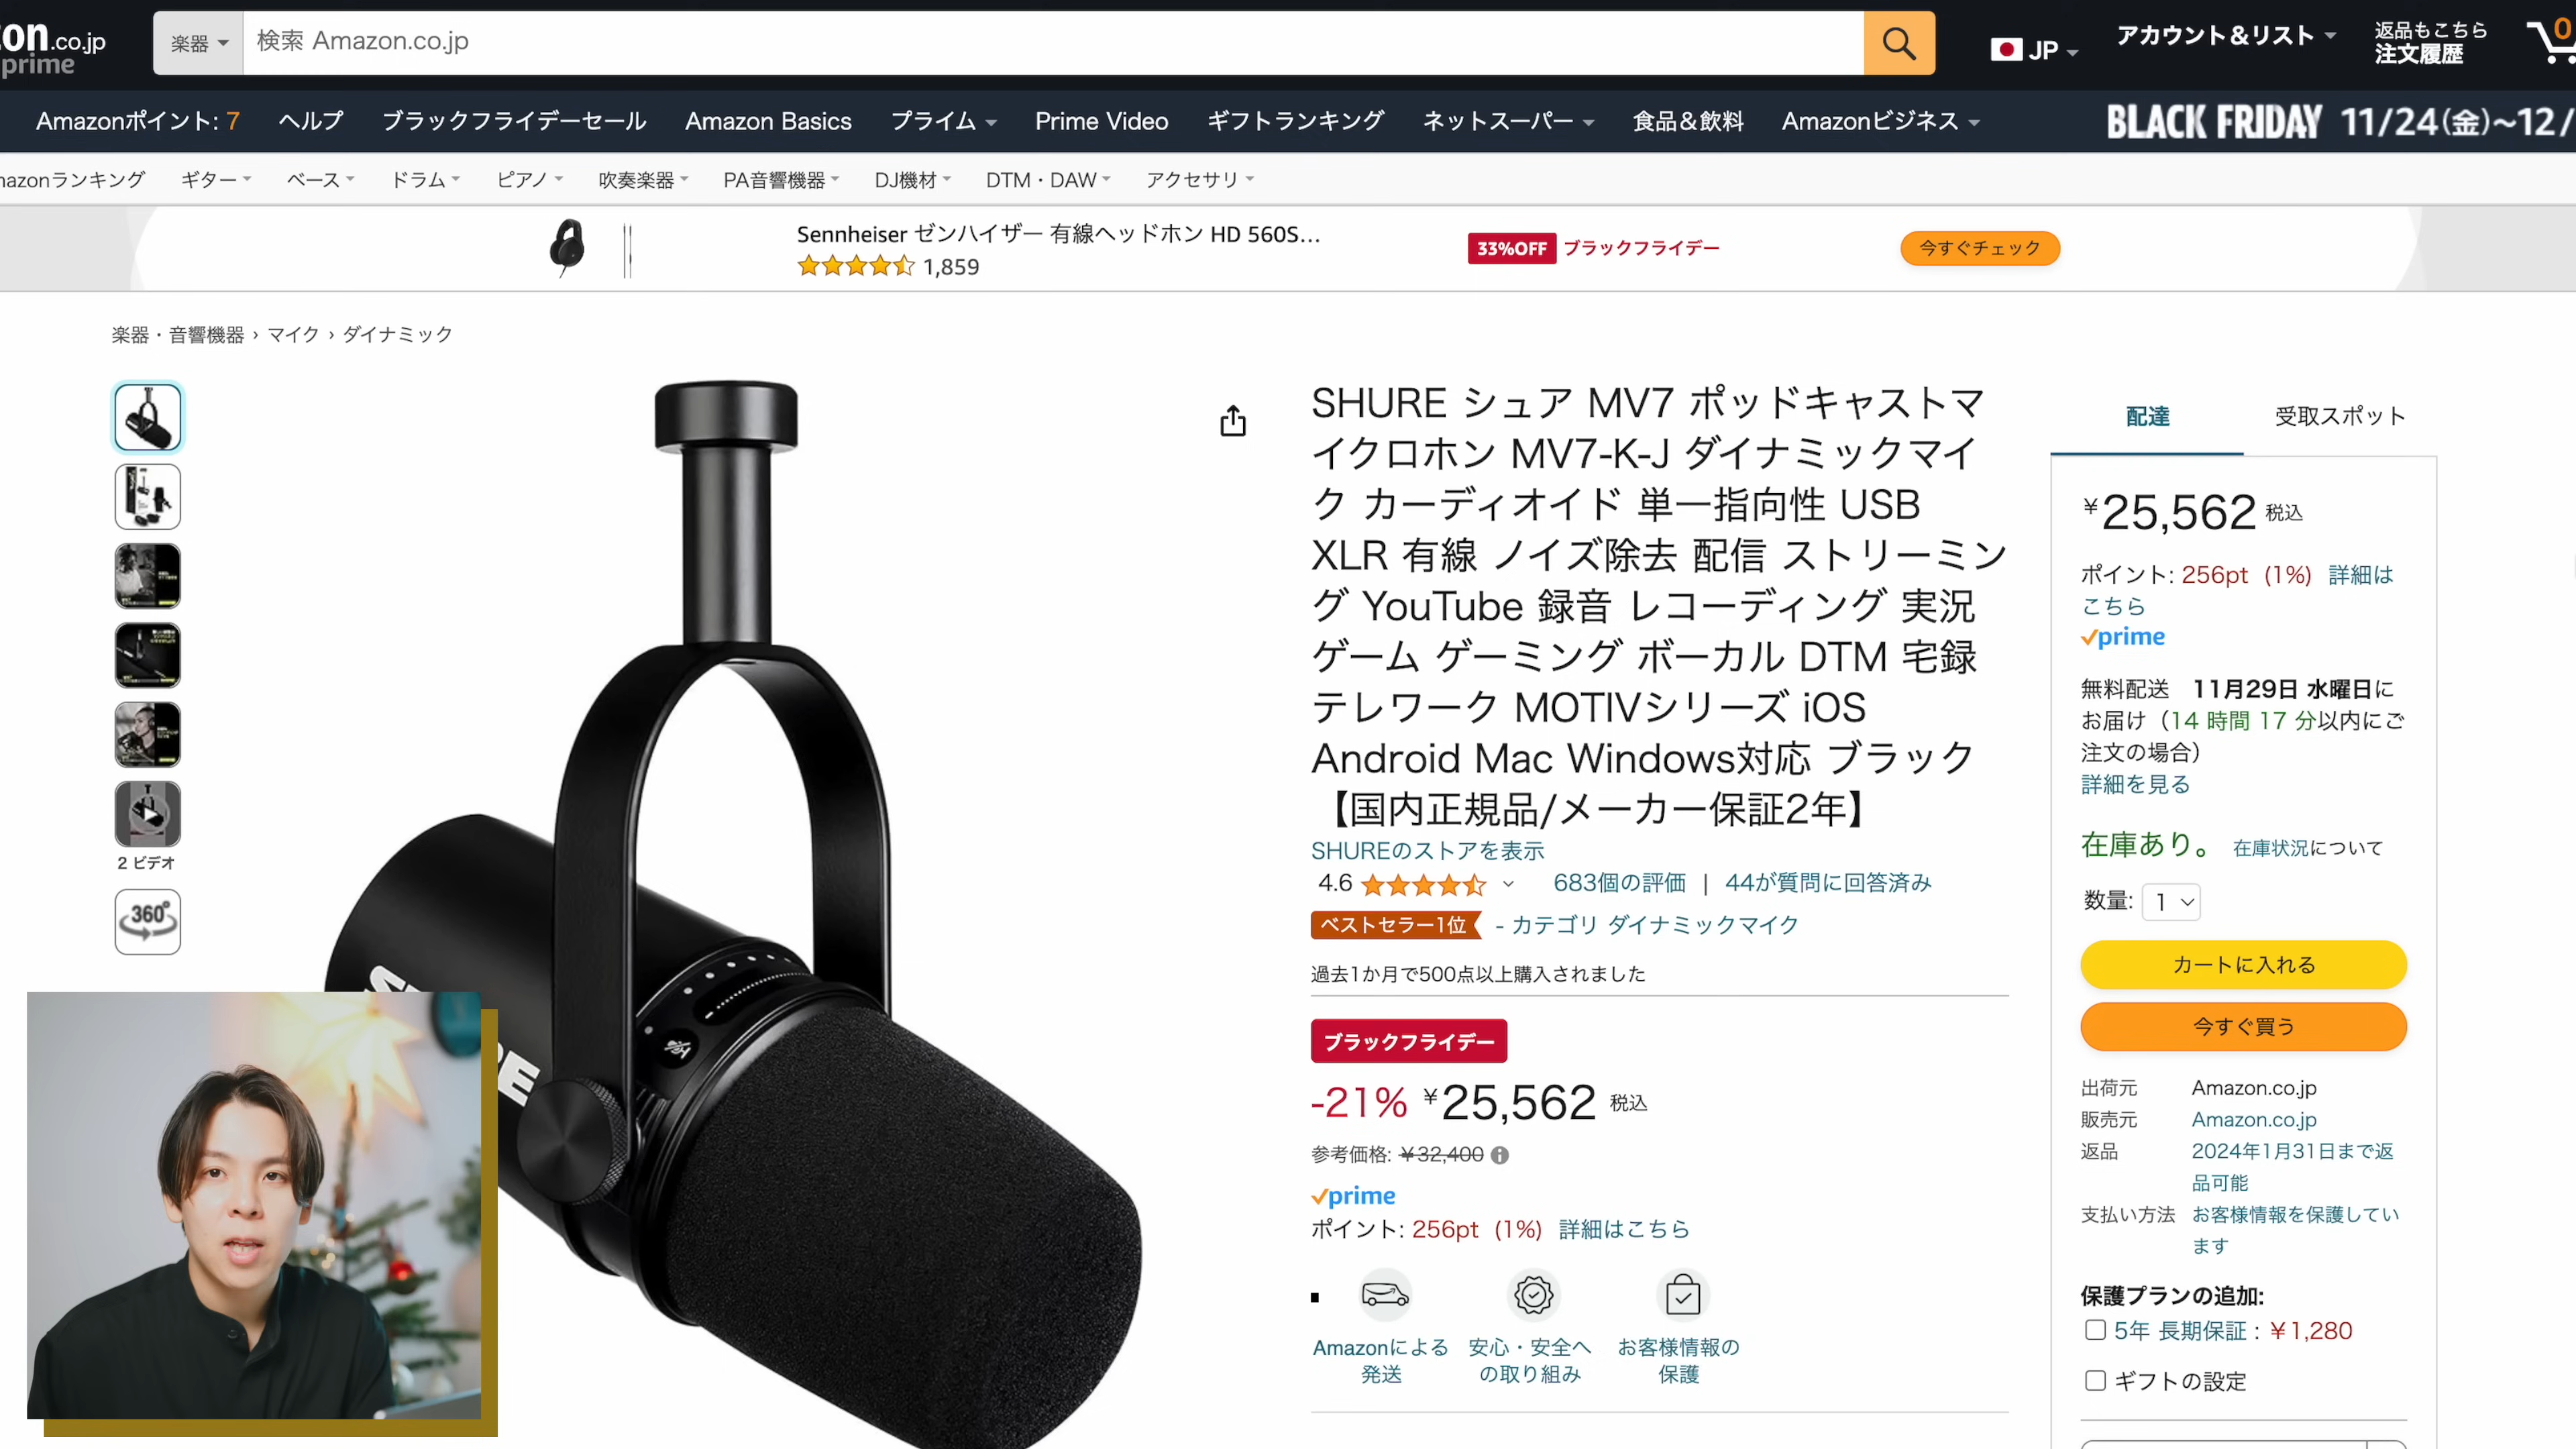 on.co.jp
prime
楽器
検索 Amazon.co.jp
JP
アカウント＆リスト
返品もこちら
注文履歴
0
Amazonポイント: 7
ヘルプ
ブラックフライデーセール
Amazon Basics
プライム
Prime Video
ギフトランキング
ネットスーパー
食品＆飲料
Amazonビジネス
BLACK FRIDAY 11/24(金)~12/
nazonランキング
ギター
ベース
ドラム
ピアノ
吹奏楽器
PA音響機器
DJ機材
DTM・DAW
アクセサリ
Sennheiser ゼンハイザー 有線ヘッドホン HD 560S...
1,859
33%OFF ブラックフライデー
今すぐチェック
楽器・音響機器 › マイク › ダイナミック
2 ビデオ
360°
SHURE シュア MV7 ポッドキャストマ
イクロホン MV7-K-J ダイナミックマイ
ク カーディオイド 単一指向性 USB
XLR 有線 ノイズ除去 配信 ストリーミン
グ YouTube 録音 レコーディング 実況
ゲーム ゲーミング ボーカル DTM 宅録
テレワーク MOTIVシリーズ iOS
Android Mac Windows対応 ブラック
【国内正規品/メーカー保証2年】
SHUREのストアを表示
4.6
683個の評価 | 44が質問に回答済み
ベストセラー1位 - カテゴリ ダイナミックマイク
過去1か月で500点以上購入されました
ブラックフライデー
-21% ¥25,562 税込
参考価格: ¥32,400
prime
ポイント: 256pt (1%) 詳細はこちら
Amazonによる
発送
安心・安全へ
の取り組み
お客様情報の
保護
配達
受取スポット
¥25,562 税込
ポイント: 256pt (1%) 詳細は
こちら
prime
無料配送 11月29日 水曜日に
お届け（14 時間 17 分以内にご
注文の場合）
詳細を見る
在庫あり。 在庫状況について
数量: 1
カートに入れる
今すぐ買う
出荷元 Amazon.co.jp
販売元 Amazon.co.jp
返品 2024年1月31日まで返
品可能
支払い方法 お客様情報を保護してい
ます
保護プランの追加:
5年 長期保証：¥1,280
ギフトの設定